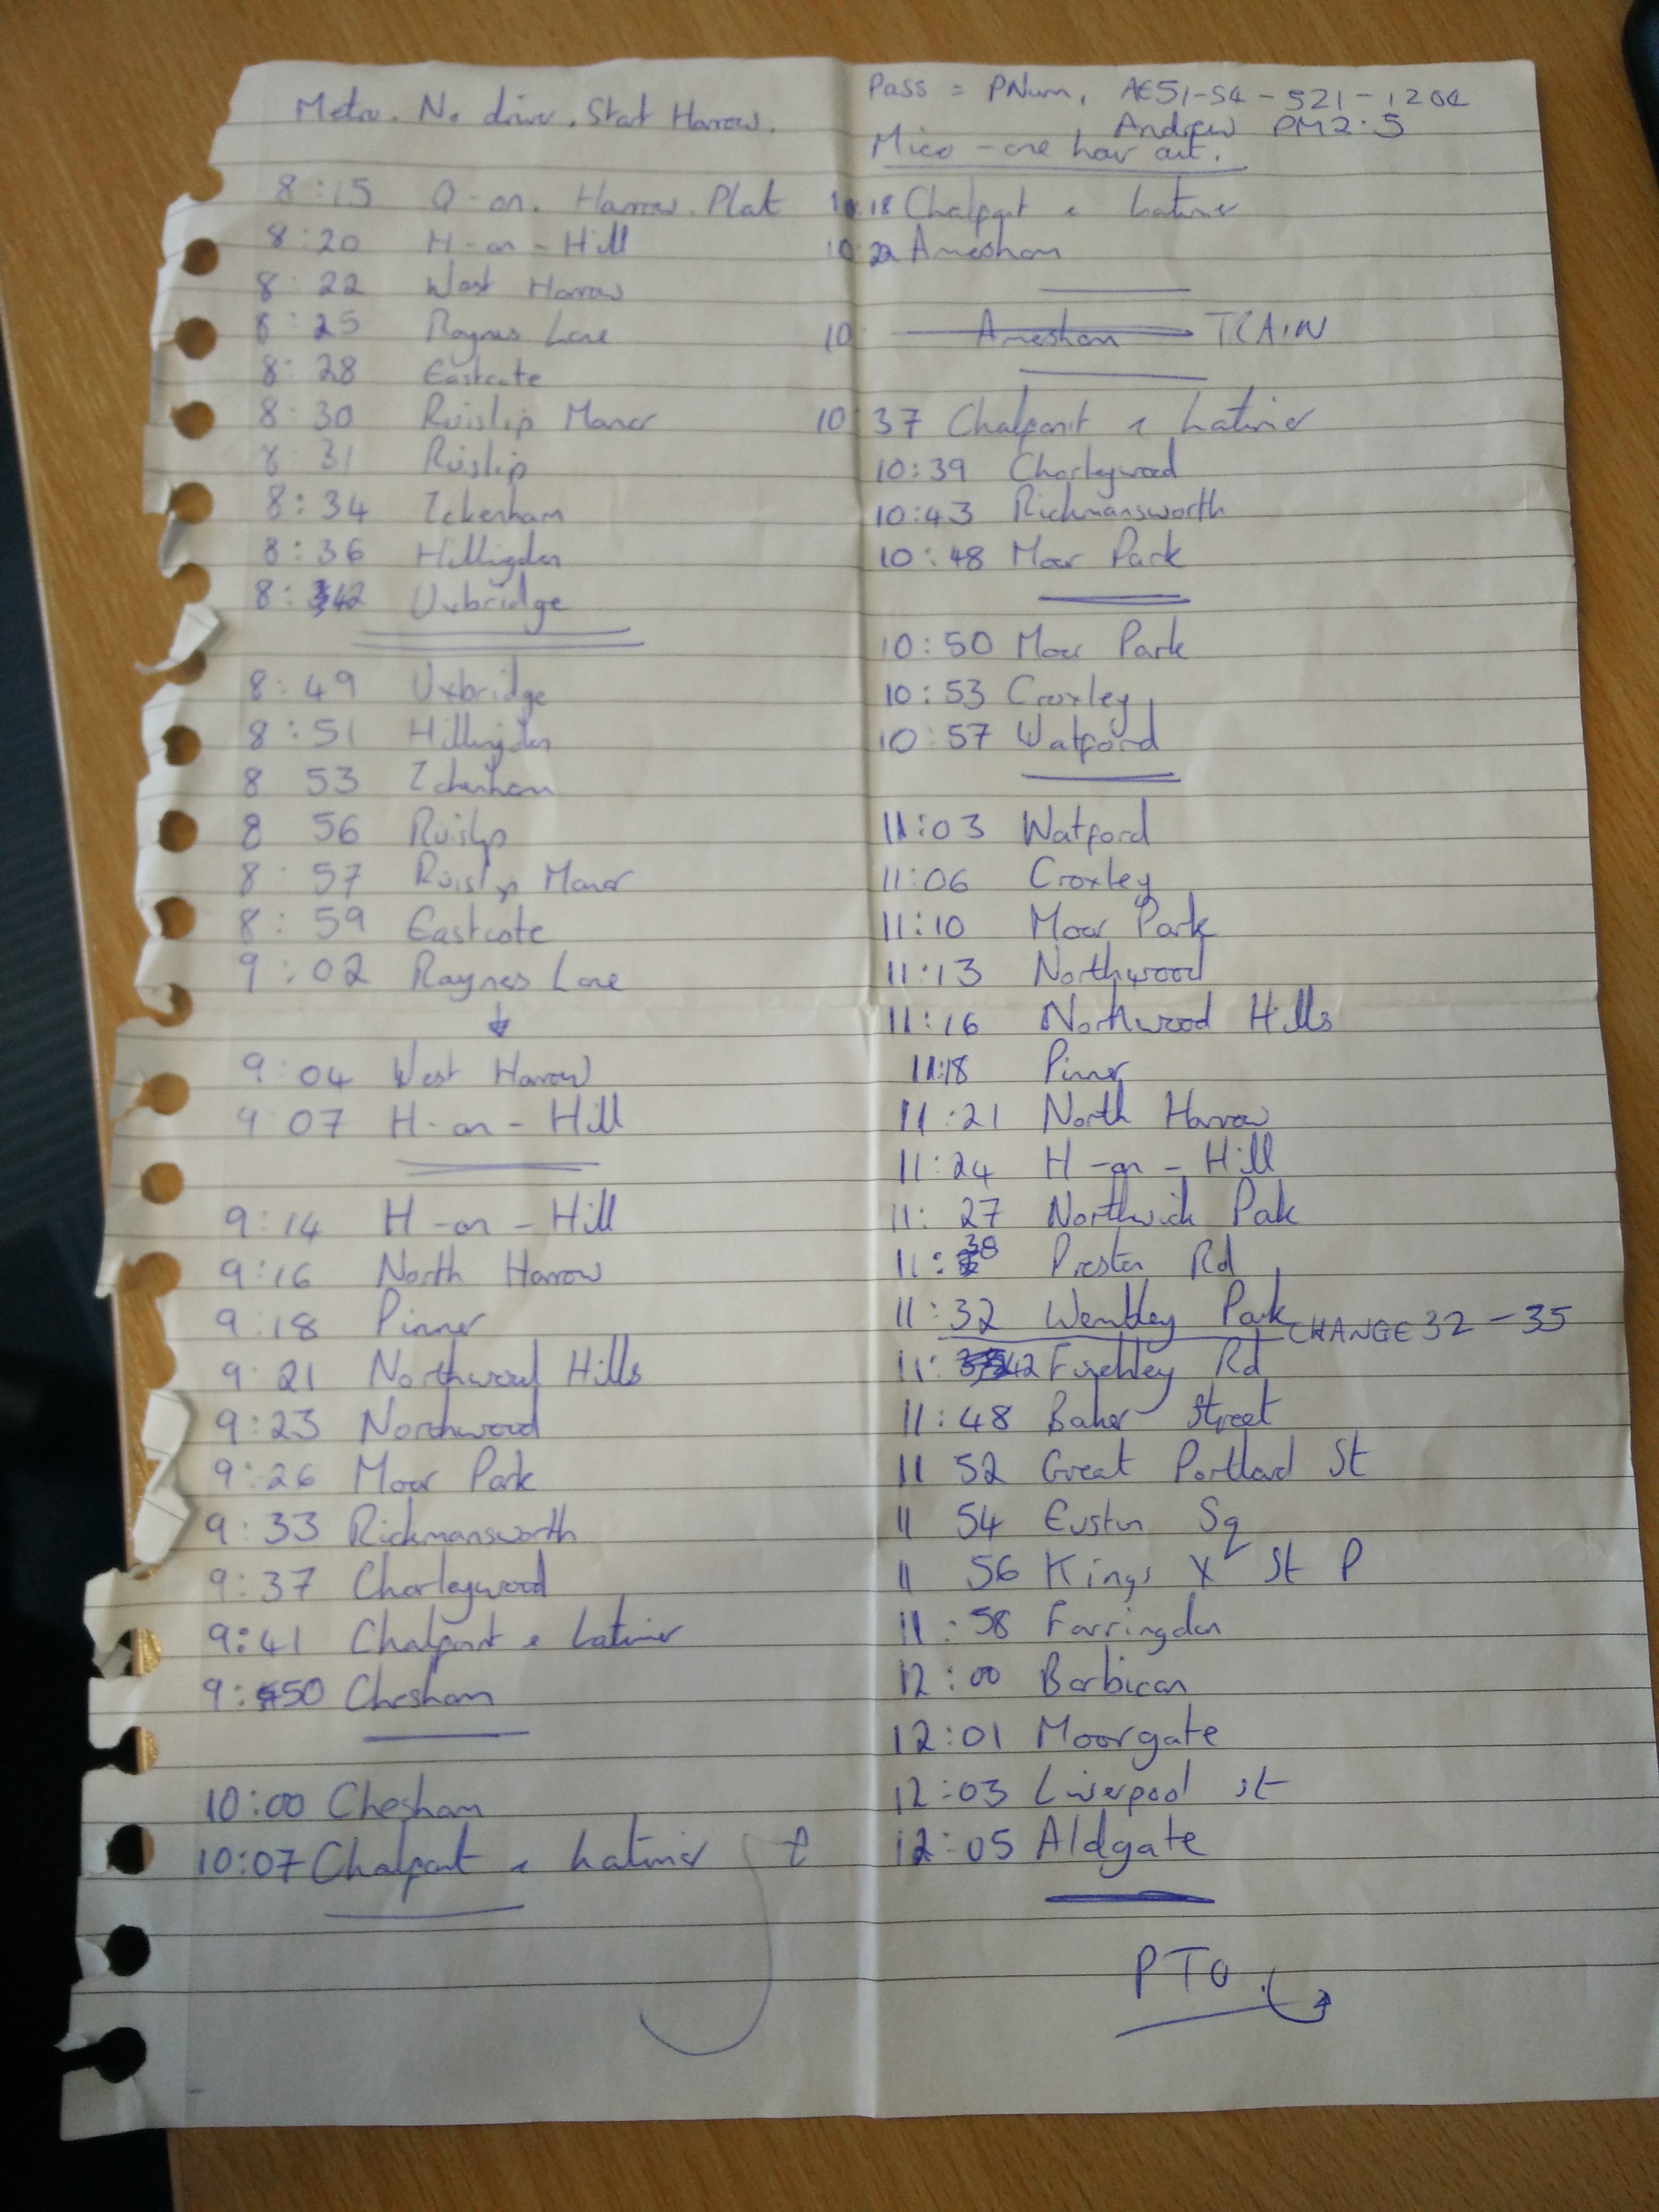 Metro. No driver. Start Harrow.
8:15 Q-on. Harrow. Plat
8:20 H-on-Hill
8:22 West Harrow
8:25 Raynes Lane
8:28 Eastcote
8:30 Ruislip Manor
8:31 Ruislip
8:34 Ickenham
8:36 Hillingdon
8:42 Uxbridge
8:49 Uxbridge
8:51 Hillingdon
8 53 Ickenham
8 56 Ruislip
8:57 Ruislip Manor
8:59 Eastcote
9:02 Raynes Lane
9:04 West Harrow
9 07 H-on-Hill
9:14 H-on-Hill
9:16 North Harrow
9:18 Pinner
9:21 Northwood Hills
9:23 Northwood
9:26 Moor Park
9:33 Rickmansworth
9:37 Chorleywood
9:41 Chalfont & Latimer
9:50 Chesham
10:00 Chesham
10:07 Chalfont & Latimer
Pass = PNum, AE51-S4-521-1204
Andrew PM2.5
Mico - one hour out.
18 Chalfont & Latimer
10 22 Amersham
10 Amersham TRAIN
10:37 Chalfont & Latimer
10:39 Chorleywood
10:43 Rickmansworth
10:48 Moor Park
10:50 Moor Park
10:53 Croxley
10:57 Watford
11:03 Watford
11:06 Croxley
11:10 Moor Park
11:13 Northwood
11:16 Northwood Hills
11:18 Pinner
11:21 North Harrow
11:24 H-on-Hill
11:27 Northwick Park
11:30 Preston Rd
11:32 Wembley Park CHANGE 32-35
11:42 Finchley Rd
11:48 Baker Street
11 52 Great Portland St
11 54 Euston Sq
11 56 Kings X St P
11:58 Farringdon
12:00 Barbican
12:01 Moorgate
12:03 Liverpool st
12:05 Aldgate
PTO